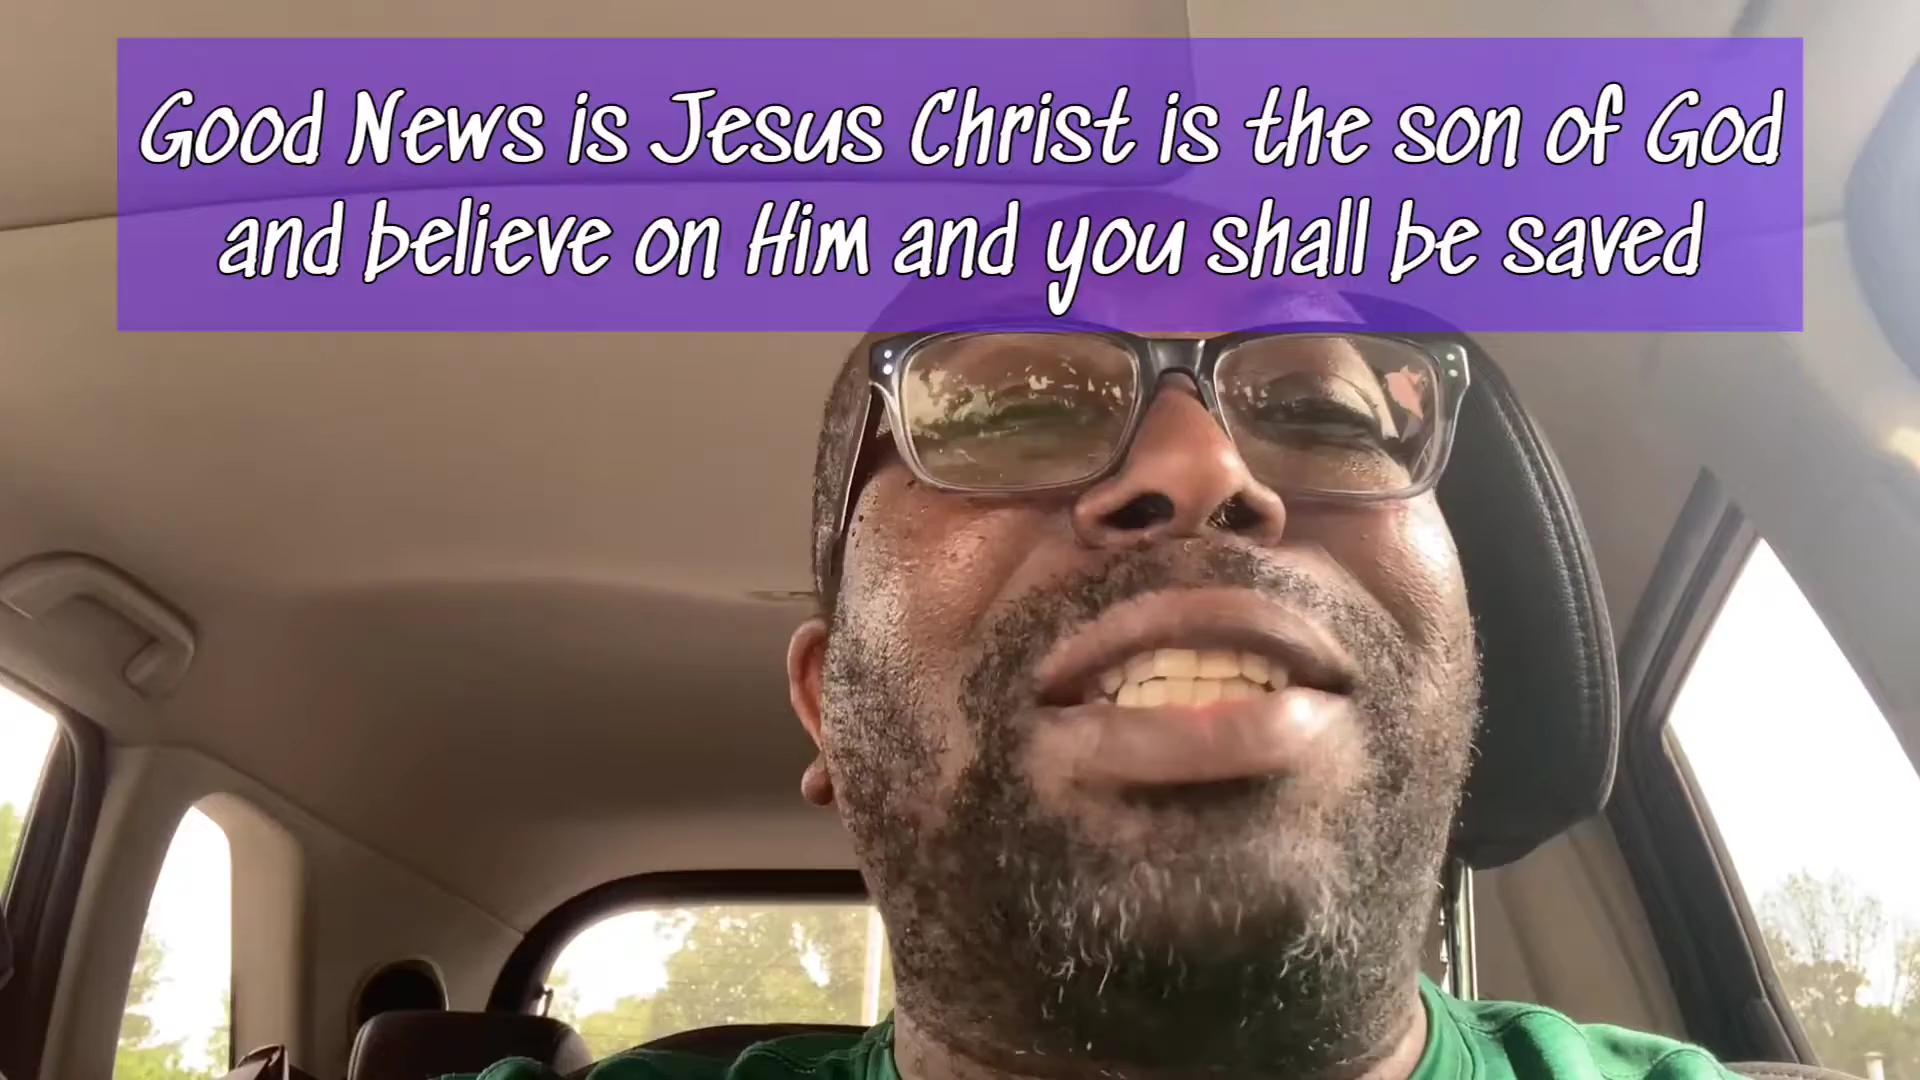 Good News is Jesus Christ is the son of God
and believe on Him and you shall be saved